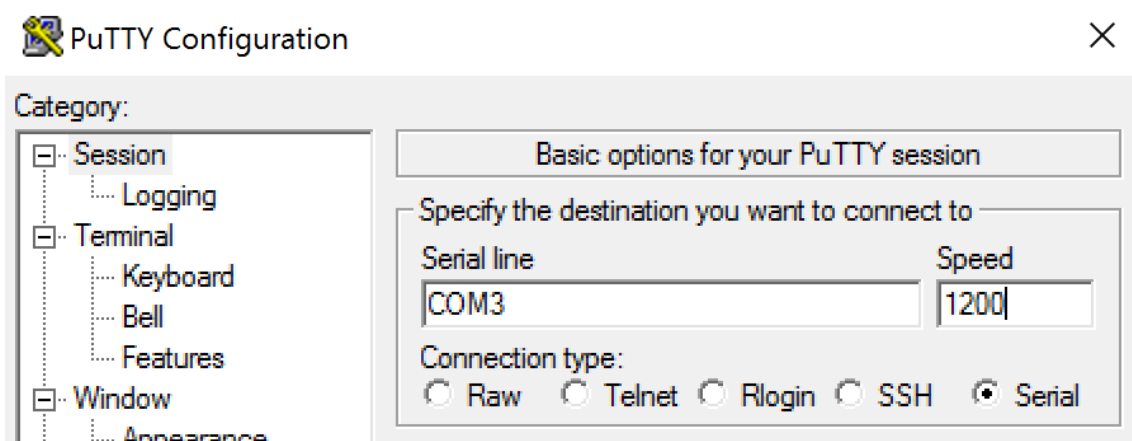 PuTTY Configuration
Category:
Session
Logging
Terminal
Keyboard
Bell
Features
Window
Appearance
Basic options for your PuTTY session
Specify the destination you want to connect to
Serial line Speed
COM3 1200
Connection type:
Raw Telnet Rlogin SSH Serial